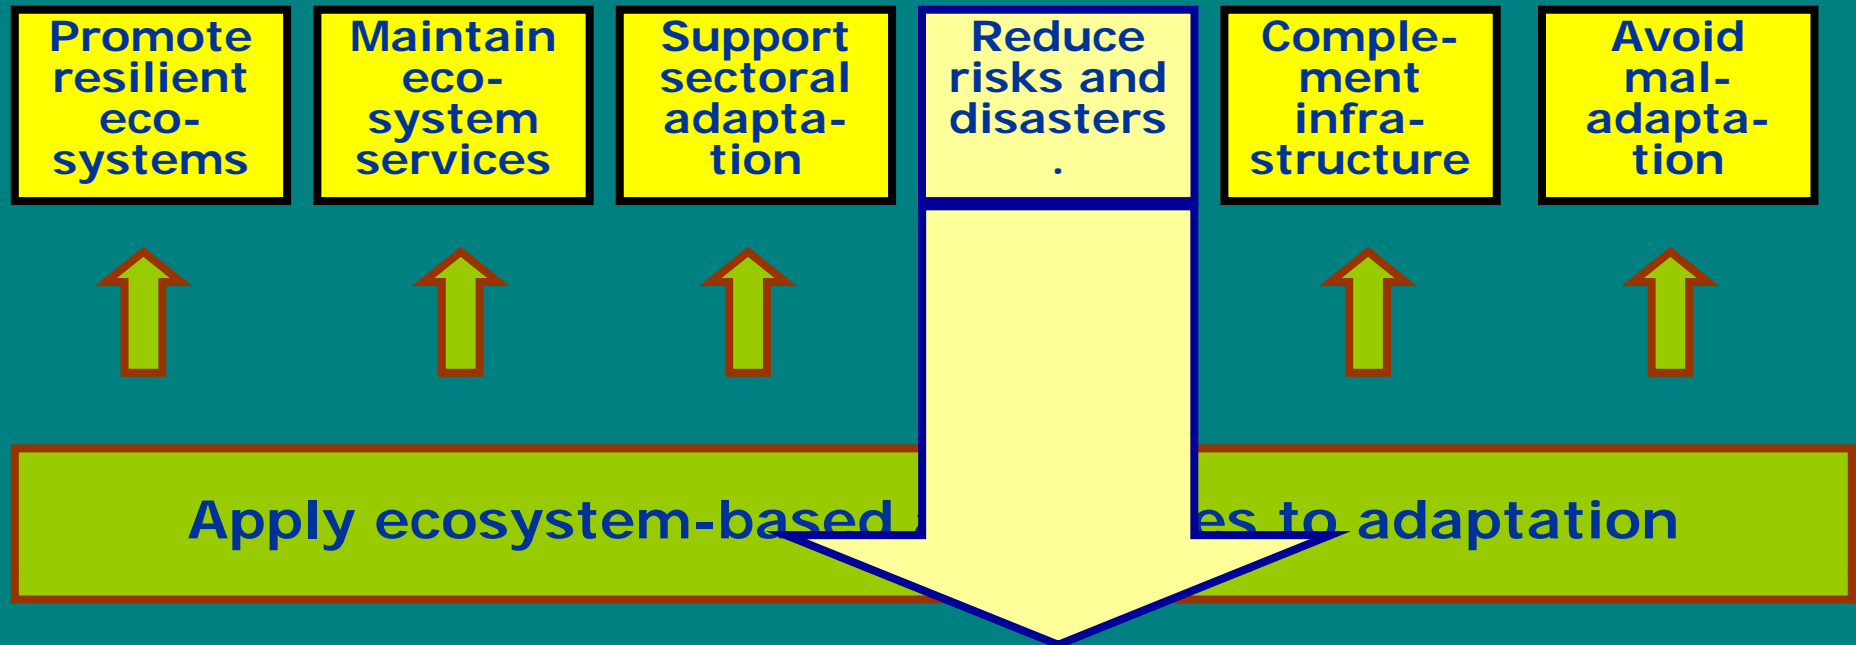 Promote
resilient
eco-
systems
Maintain
eco-
system
services
Support
sectoral
adapta-
tion
Reduce
risks and
disasters
.
Comple-
ment
infra-
structure
Avoid
mal-
adapta-
tion
Apply ecosystem-based es to adaptation